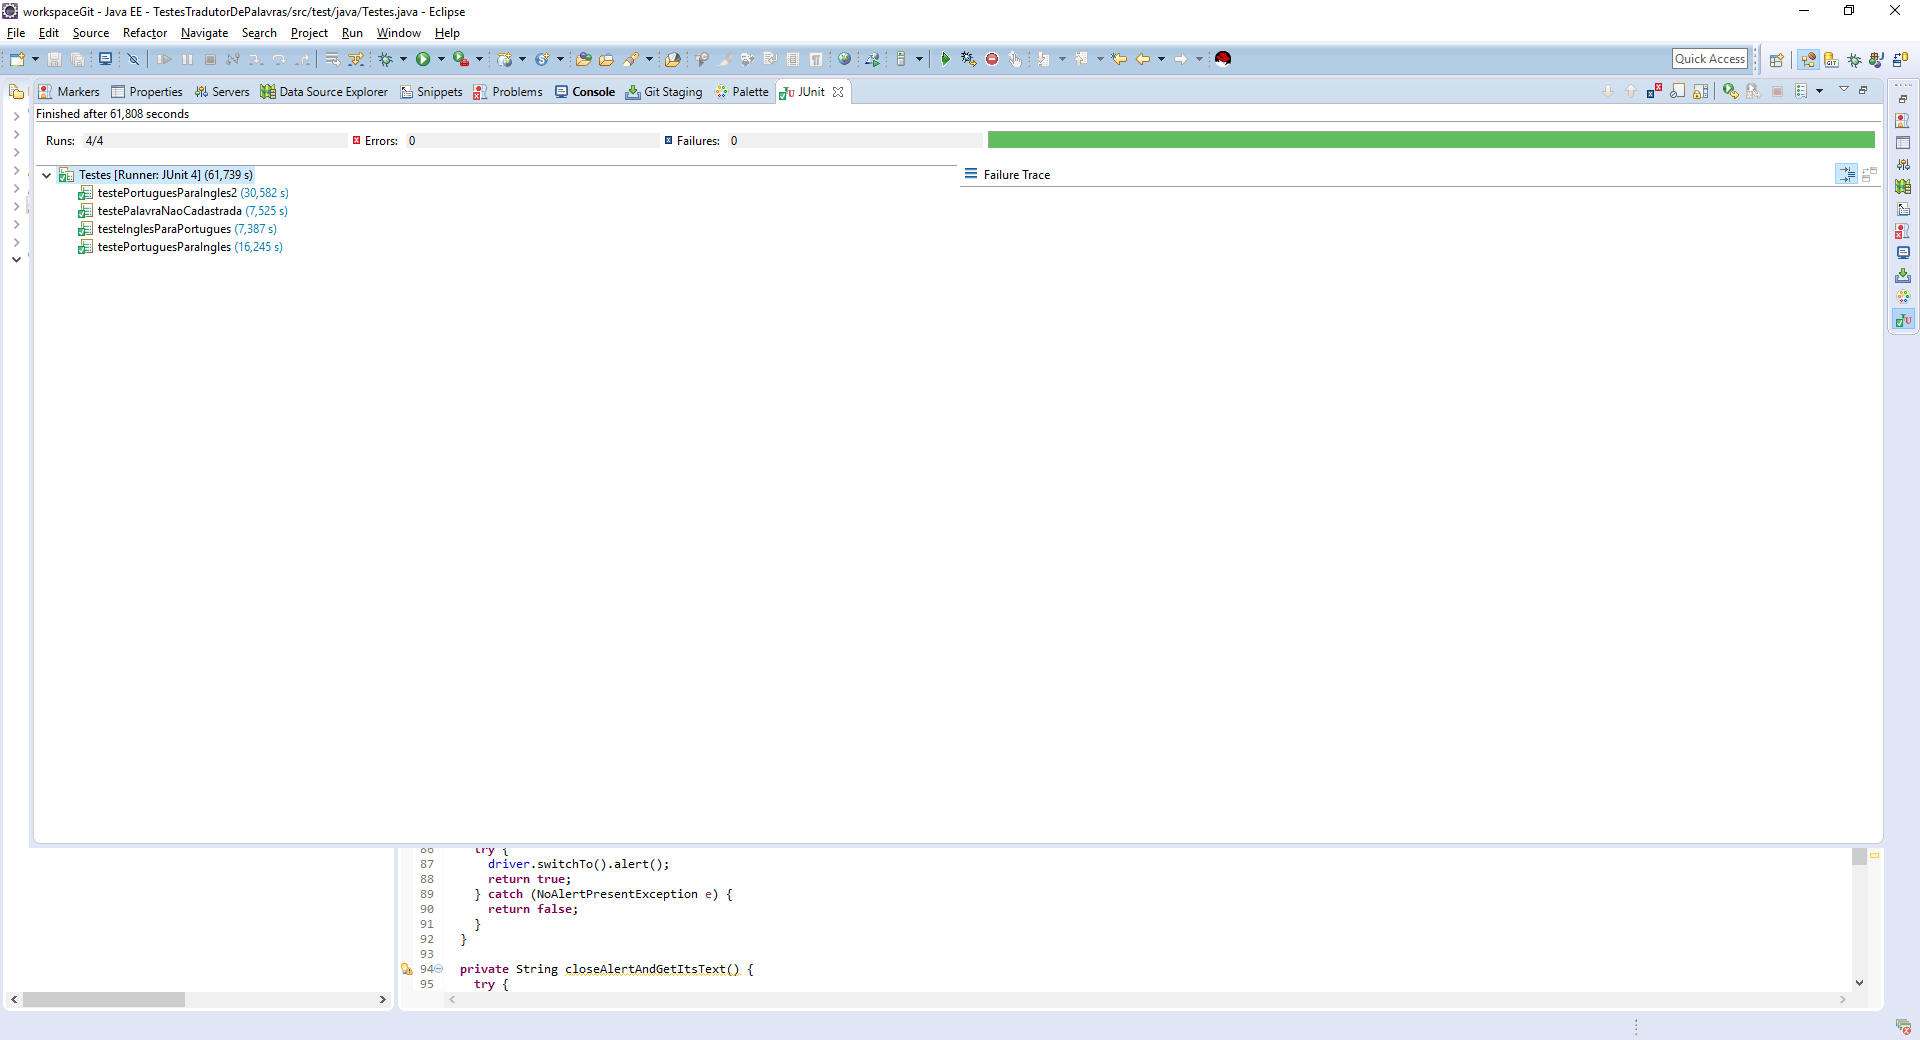 workspaceGit - Java EE - TestesTradutorDePalavras/src/test/java/Testes.java - Eclipse
File Edit Source Refactor Navigate Search Project Run Window Help
Quick Access
Markers Properties Servers Data Source Explorer Snippets Problems Console Git Staging Palette JUnit
Finished after 61,808 seconds
Runs: 4/4 Errors: 0 Failures: 0
Testes [Runner: JUnit 4] (61,739 s)
Failure Trace
testePortuguesParaIngles2 (30,582 s)
testePalavraNaoCadastrada (7,525 s)
testeInglesParaPortugues (7,387 s)
testePortuguesParaIngles (16,245 s)
86 try {
87 driver.switchTo().alert();
88 return true;
89 } catch (NoAlertPresentException e) {
90 return false;
91 }
92 }
93
94 private String closeAlertAndGetItsText() {
95 try {